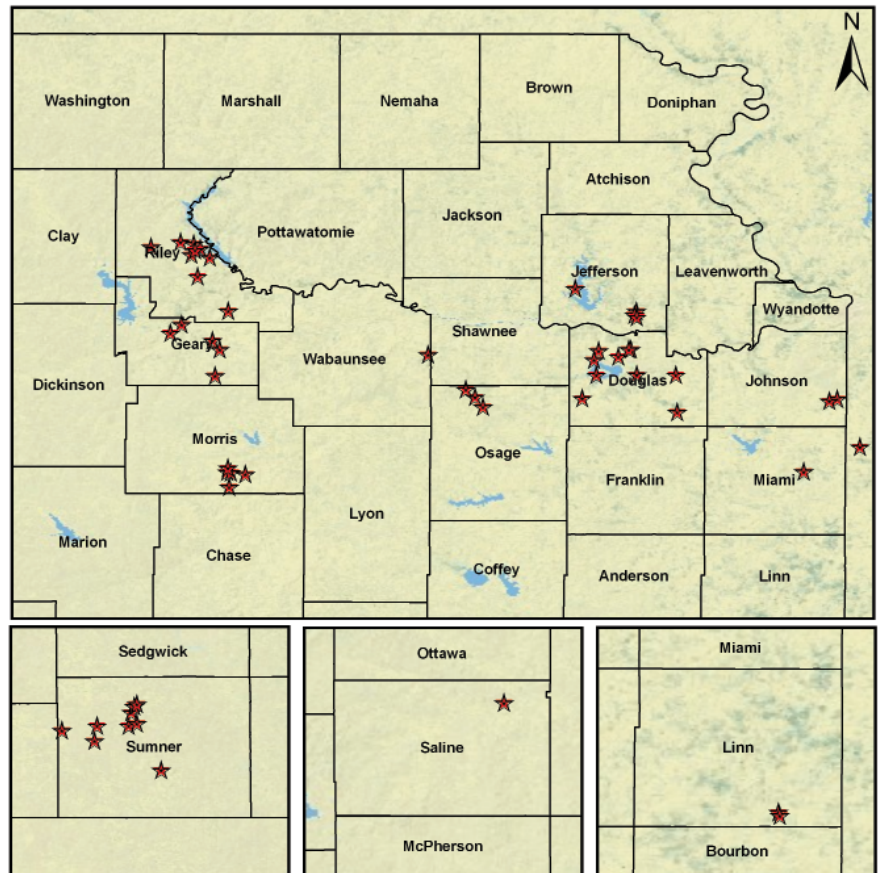 N
Washington
Marshall
Nemaha
Brown
Doniphan
Atchison
Clay
Pottawatomie
Jackson
Riley
Jefferson
Leavenworth
Wyandotte
Geary
Wabaunsee
Shawnee
Dickinson
Douglas
Johnson
Morris
Osage
Franklin
Miami
Lyon
Marion
Chase
Coffey
Anderson
Linn
Sedgwick
Sumner
Ottawa
Saline
McPherson
Miami
Linn
Bourbon